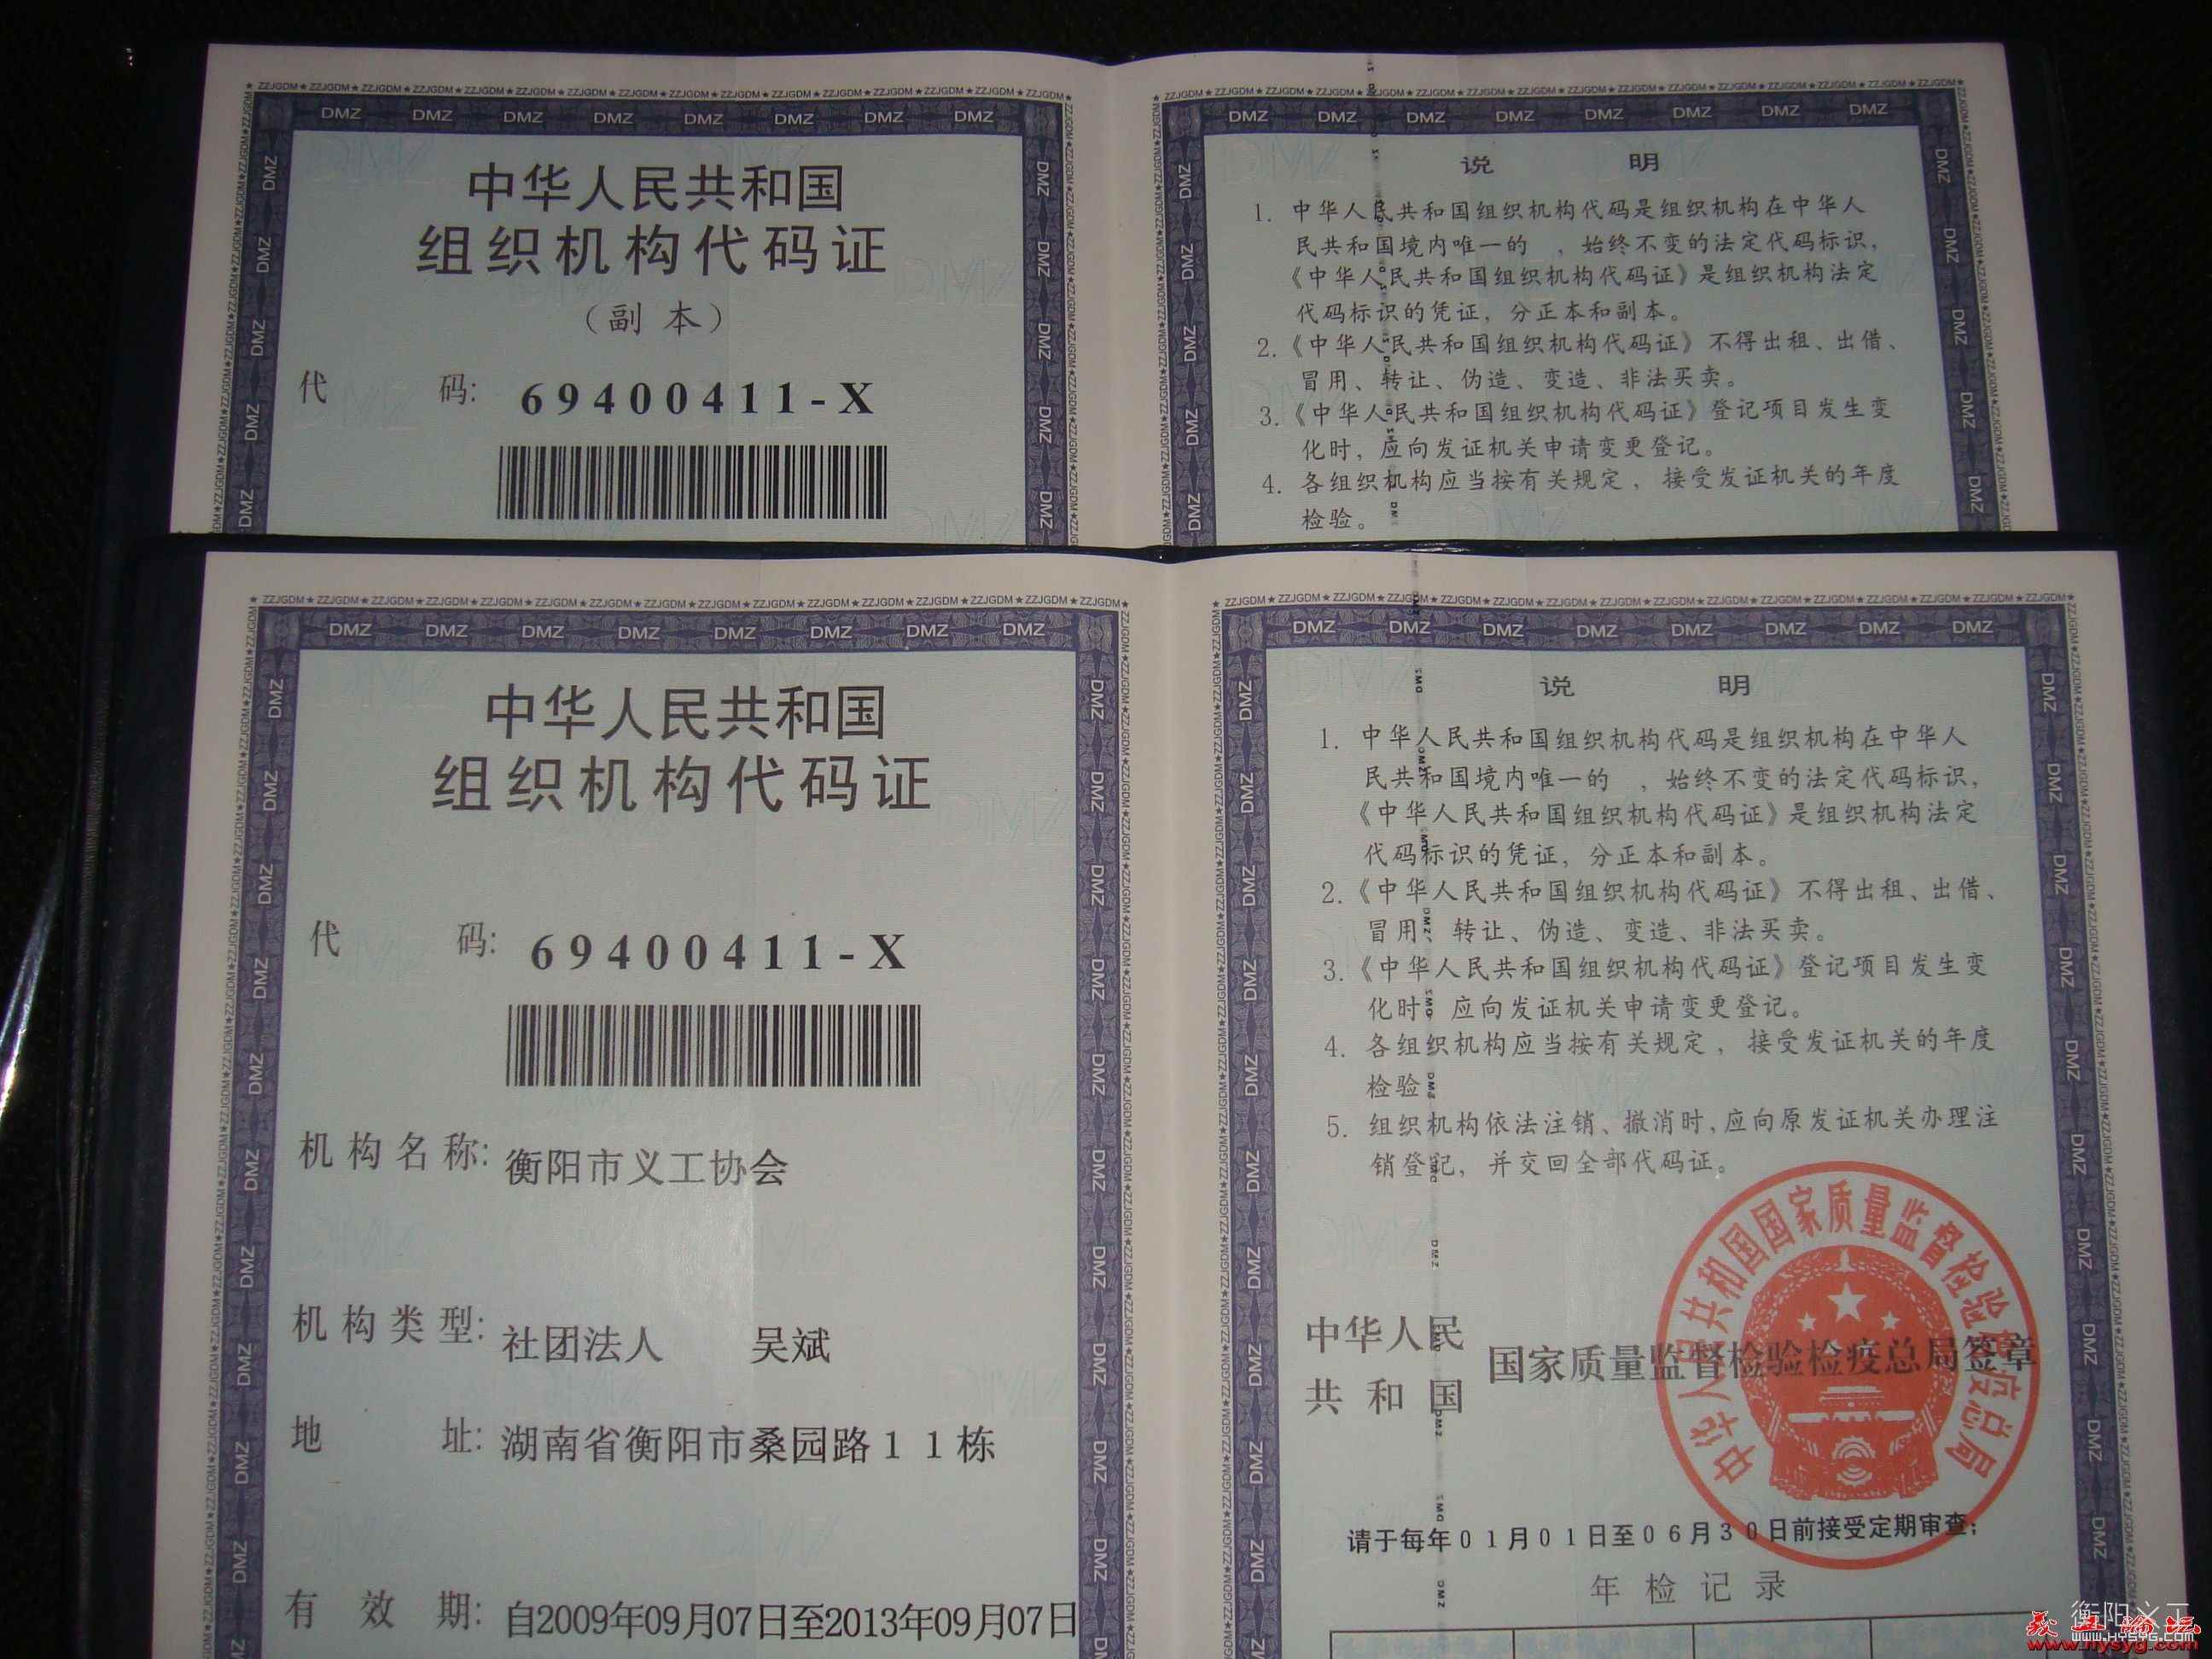 中华人民共和国
组织机构代码证
（副 本）
代 码: 69400411-X
说 明
1. 中华人民共和国组织机构代码是组织机构在中华人
民共和国境内唯一的 ，始终不变的法定代码标识，
《中华人民共和国组织机构代码证》是组织机构法定
代码标识的凭证，分正本和副本。
2.《中华人民共和国组织机构代码证》不得出租、出借、
冒用、转让、伪造、变造、非法买卖。
3.《中华人民共和国组织机构代码证》登记项目发生变
化时，应向发证机关申请变更登记。
4. 各组织机构应当按有关规定，接受发证机关的年度
检验。
中华人民共和国
组织机构代码证
代 码: 69400411-X
机构名称: 衡阳市义工协会
机构类型: 社团法人 吴斌
地 址: 湖南省衡阳市桑园路11栋
有 效 期: 自2009年09月07日至2013年09月07日
说 明
1. 中华人民共和国组织机构代码是组织机构在中华人
民共和国境内唯一的 ，始终不变的法定代码标识，
《中华人民共和国组织机构代码证》是组织机构法定
代码标识的凭证，分正本和副本。
2.《中华人民共和国组织机构代码证》不得出租、出借、
冒用、转让、伪造、变造、非法买卖。
3.《中华人民共和国组织机构代码证》登记项目发生变
化时，应向发证机关申请变更登记。
4. 各组织机构应当按有关规定，接受发证机关的年度
检验。
5. 组织机构依法注销、撤消时，应向原发证机关办理注
销登记，并交回全部代码证。
中华人民
共 和 国 国家质量监督检验检疫总局签章
中华人民共和国国家质量监督检验检疫总局
请于每年01月01日至06月30日前接受定期审查；
年检记录
衡阳义工
www.hysyg.com